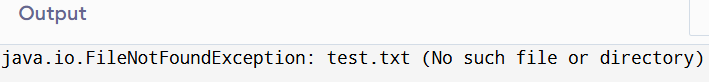 Output
java.io.FileNotFoundException: test.txt (No such file or directory)